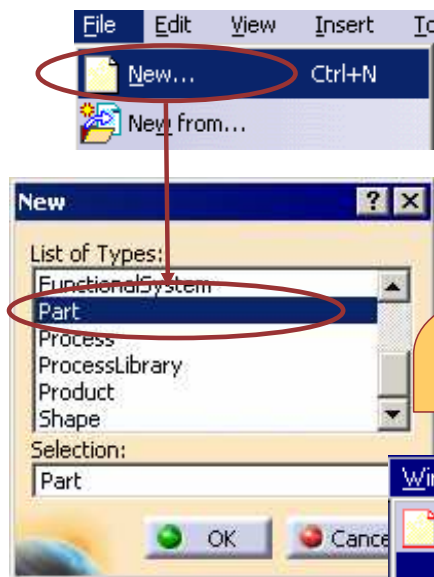 File Edit View Insert
New... Ctrl+N
New from...
New ? ×
List of Types:
FunctionalSystem
Part
Process
ProcessLibrary
Product
Shape
Selection:
Part
OK Cance